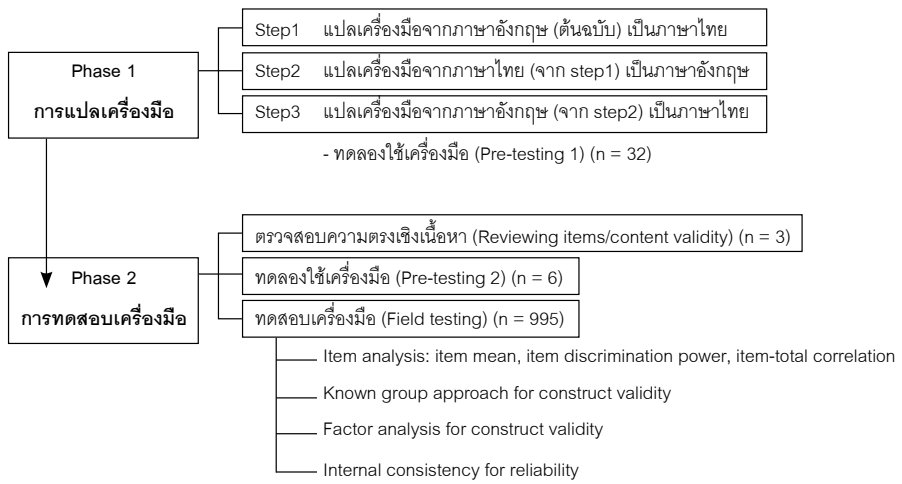 Phase 1
การแปลเครื่องมือ
Step1 แปลเครื่องมือจากภาษาอังกฤษ (ต้นฉบับ) เป็นภาษาไทย
Step2 แปลเครื่องมือจากภาษาไทย (จาก step1) เป็นภาษาอังกฤษ
Step3 แปลเครื่องมือจากภาษาอังกฤษ (จาก step2) เป็นภาษาไทย
- ทดลองใช้เครื่องมือ (Pre-testing 1) (n = 32)
Phase 2
การทดสอบเครื่องมือ
ตรวจสอบความตรงเชิงเนื้อหา (Reviewing items/content validity) (n = 3)
ทดลองใช้เครื่องมือ (Pre-testing 2) (n = 6)
ทดสอบเครื่องมือ (Field testing) (n = 995)
Item analysis: item mean, item discrimination power, item-total correlation
Known group approach for construct validity
Factor analysis for construct validity
Internal consistency for reliability